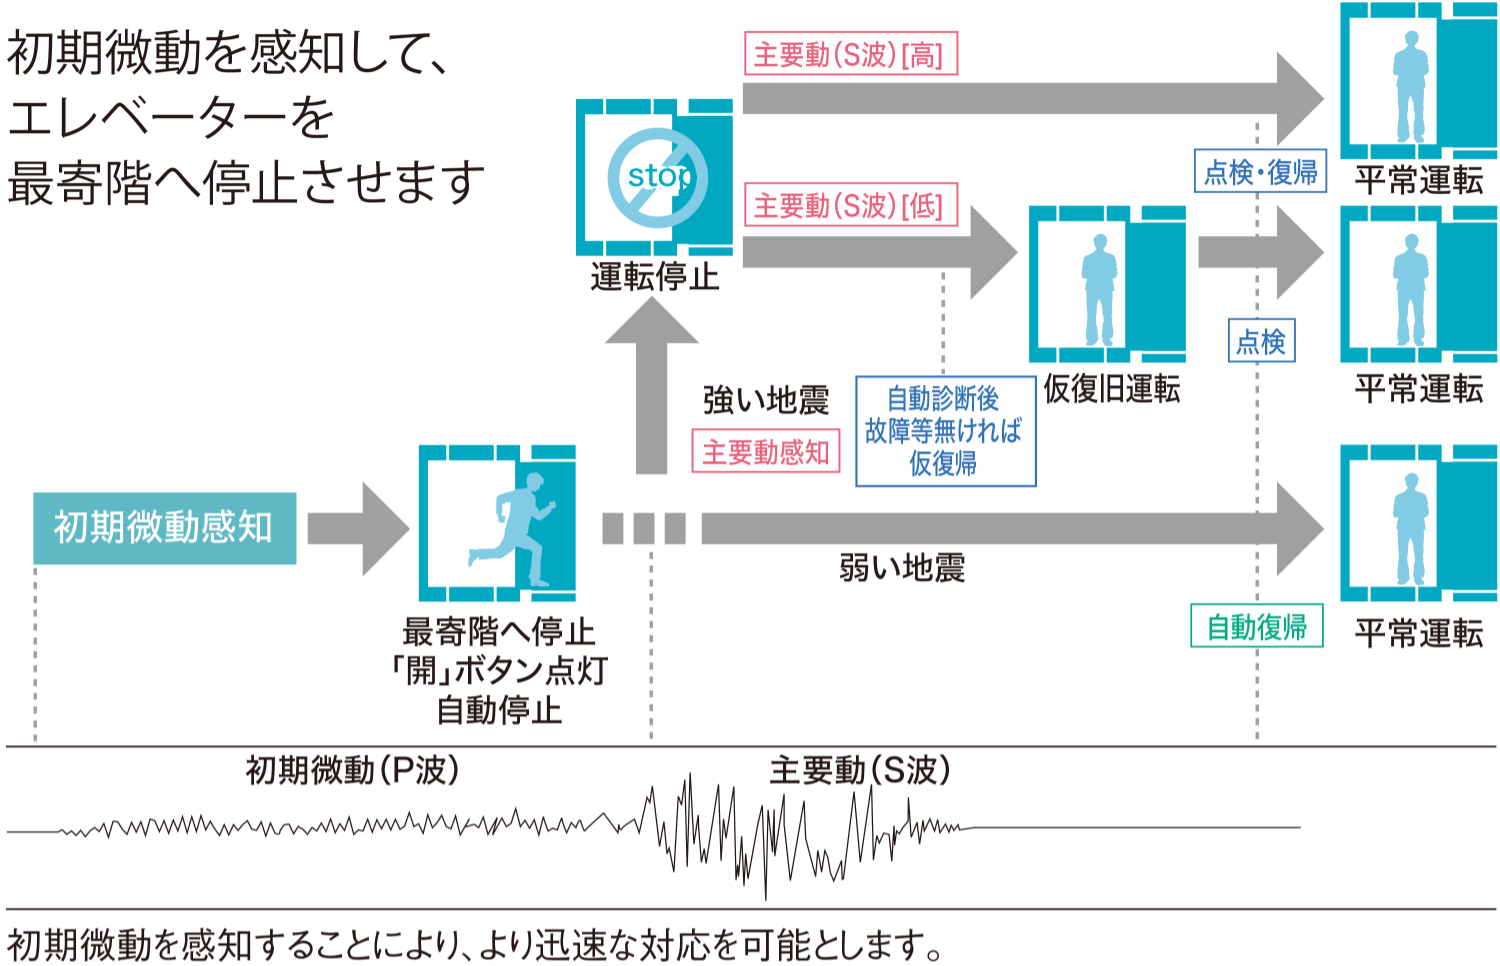 初期微動を感知して、
エレベーターを
最寄階へ停止させます
主要動(S波)[高]
点検・復帰
平常運転
stop
運転停止
主要動(S波)[低]
仮復旧運転
点検
平常運転
強い地震
主要動感知
自動診断後
故障等無ければ
仮復帰
初期微動感知
最寄階へ停止
「開」ボタン点灯
自動停止
弱い地震
自動復帰
平常運転
初期微動(P波)
主要動(S波)
初期微動を感知することにより、より迅速な対応を可能とします。